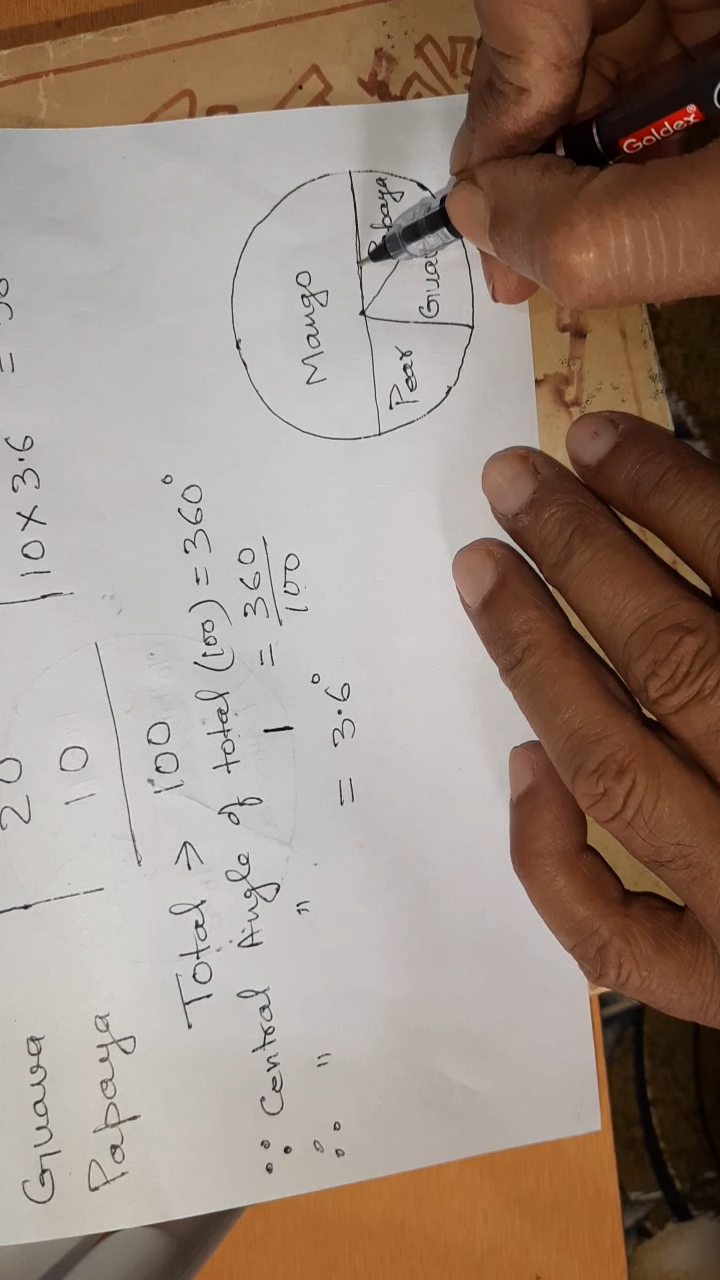 Guava 20 10 × 3.6 =
Papaya 10
Total > 100
∵ Central Angle of total (100) = 360°
∴ " " 1 = 360/100
= 3.6°
Mango
Papaya
Guava
Pear
Goldex®